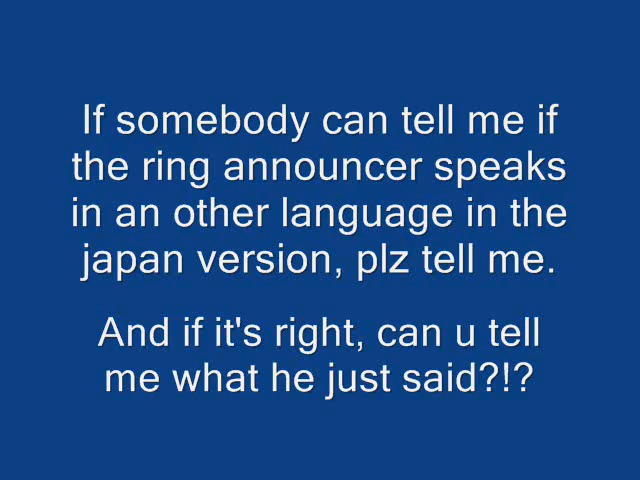 If somebody can tell me if
the ring announcer speaks
in an other language in the
japan version, plz tell me.
And if it's right, can u tell
me what he just said?!?